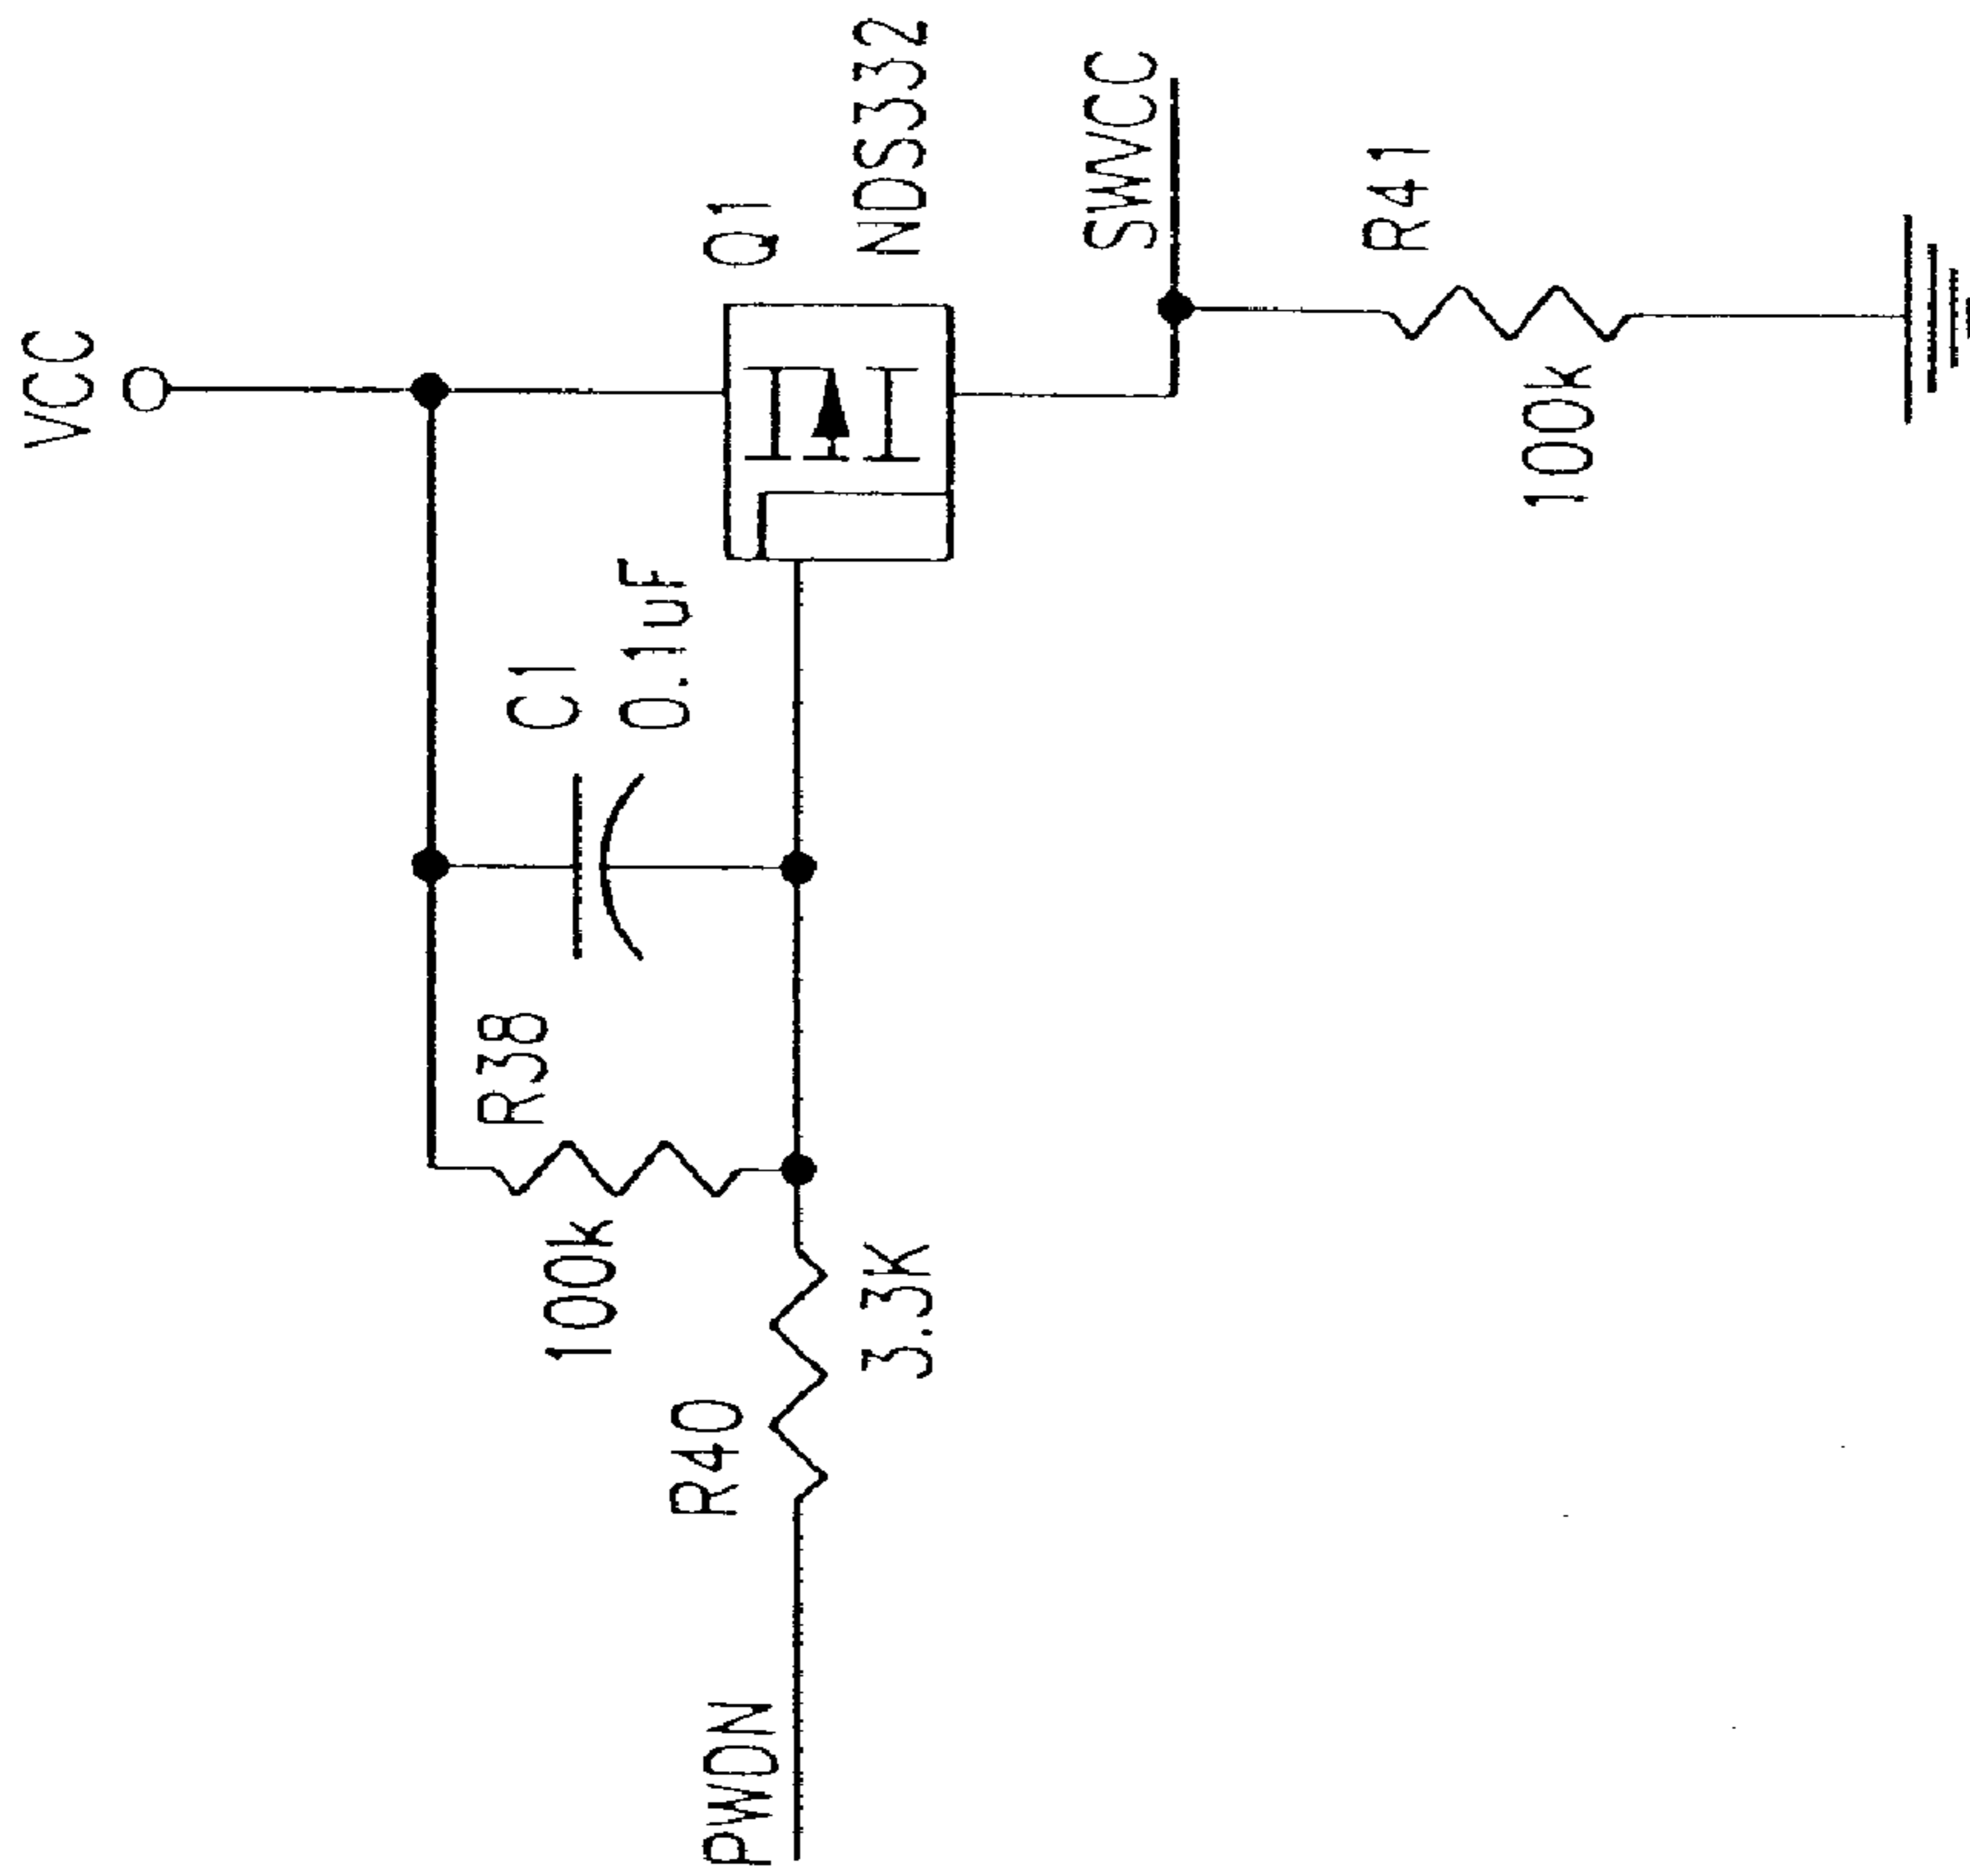 VCC
Q1
NDS332
SWVCC
R41
100k
C1
0.1uF
R38
100k
R40
3.3K
PWDN